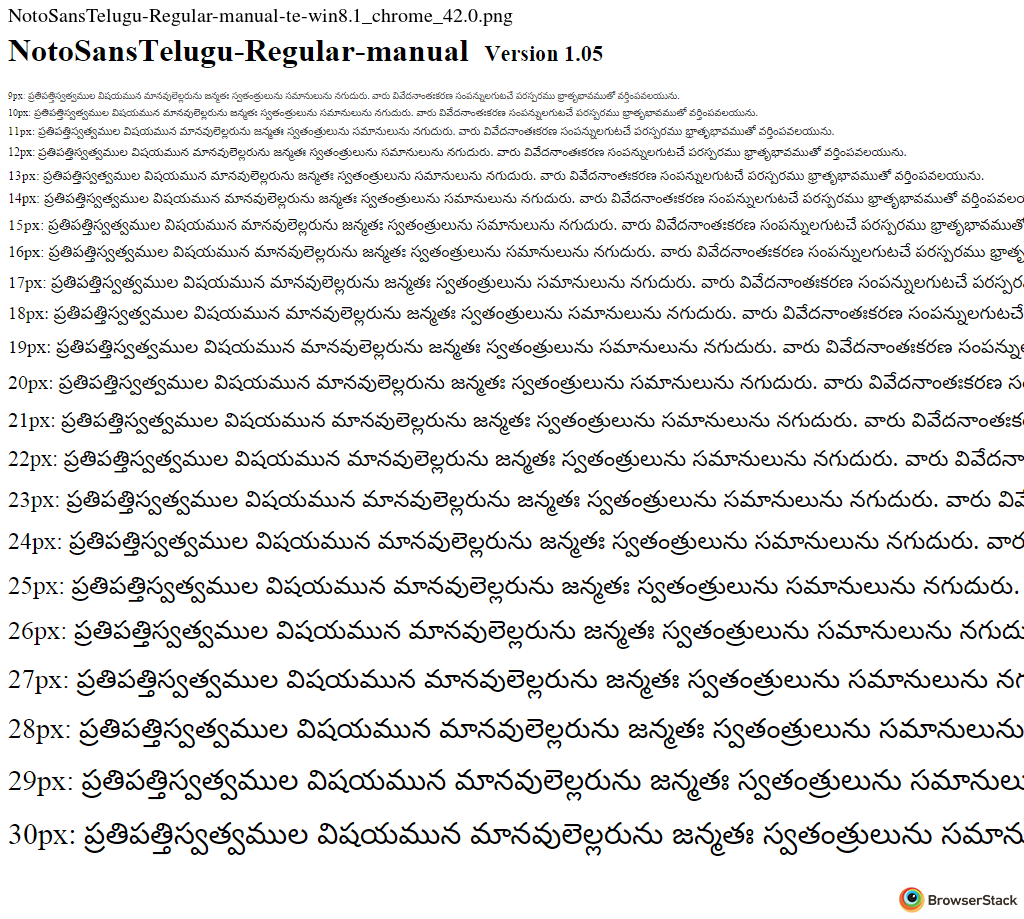 NotoSansTelugu-Regular-manual-te-win8.1_chrome_42.0.png
NotoSansTelugu-Regular-manual Version 1.05
9px: ప్రతిపత్తిస్వత్వముల విషయమున మానవులెల్లరును జన్మతః స్వతంత్రులును సమానులును నగుదురు. వారు వివేదనాంతఃకరణ సంపన్నులగుటచే పరస్పరము భ్రాతృభావముతో వర్తింపవలయును.
10px: ప్రతిపత్తిస్వత్వముల విషయమున మానవులెల్లరును జన్మతః స్వతంత్రులును సమానులును నగుదురు. వారు వివేదనాంతఃకరణ సంపన్నులగుటచే పరస్పరము భ్రాతృభావముతో వర్తింపవలయును.
11px: ప్రతిపత్తిస్వత్వముల విషయమున మానవులెల్లరును జన్మతః స్వతంత్రులును సమానులును నగుదురు. వారు వివేదనాంతఃకరణ సంపన్నులగుటచే పరస్పరము భ్రాతృభావముతో వర్తింపవలయును.
12px: ప్రతిపత్తిస్వత్వముల విషయమున మానవులెల్లరును జన్మతః స్వతంత్రులును సమానులును నగుదురు. వారు వివేదనాంతఃకరణ సంపన్నులగుటచే పరస్పరము భ్రాతృభావముతో వర్తింపవలయును.
13px: ప్రతిపత్తిస్వత్వముల విషయమున మానవులెల్లరును జన్మతః స్వతంత్రులును సమానులును నగుదురు. వారు వివేదనాంతఃకరణ సంపన్నులగుటచే పరస్పరము భ్రాతృభావముతో వర్తింపవలయును.
14px: ప్రతిపత్తిస్వత్వముల విషయమున మానవులెల్లరును జన్మతః స్వతంత్రులును సమానులును నగుదురు. వారు వివేదనాంతఃకరణ సంపన్నులగుటచే పరస్పరము భ్రాతృభావముతో వర్తింపవలయ
15px: ప్రతిపత్తిస్వత్వముల విషయమున మానవులెల్లరును జన్మతః స్వతంత్రులును సమానులును నగుదురు. వారు వివేదనాంతఃకరణ సంపన్నులగుటచే పరస్పరము భ్రాతృభావముతో
16px: ప్రతిపత్తిస్వత్వముల విషయమున మానవులెల్లరును జన్మతః స్వతంత్రులును సమానులును నగుదురు. వారు వివేదనాంతఃకరణ సంపన్నులగుటచే పరస్పరము భ్రాతృ
17px: ప్రతిపత్తిస్వత్వముల విషయమున మానవులెల్లరును జన్మతః స్వతంత్రులును సమానులును నగుదురు. వారు వివేదనాంతఃకరణ సంపన్నులగుటచే పరస్పర
18px: ప్రతిపత్తిస్వత్వముల విషయమున మానవులెల్లరును జన్మతః స్వతంత్రులును సమానులును నగుదురు. వారు వివేదనాంతఃకరణ సంపన్నులగుటచే
19px: ప్రతిపత్తిస్వత్వముల విషయమున మానవులెల్లరును జన్మతః స్వతంత్రులును సమానులును నగుదురు. వారు వివేదనాంతఃకరణ సంపన్ను
20px: ప్రతిపత్తిస్వత్వముల విషయమున మానవులెల్లరును జన్మతః స్వతంత్రులును సమానులును నగుదురు. వారు వివేదనాంతఃకరణ సం
21px: ప్రతిపత్తిస్వత్వముల విషయమున మానవులెల్లరును జన్మతః స్వతంత్రులును సమానులును నగుదురు. వారు వివేదనాంతఃక
22px: ప్రతిపత్తిస్వత్వముల విషయమున మానవులెల్లరును జన్మతః స్వతంత్రులును సమానులును నగుదురు. వారు వివేదనా
23px: ప్రతిపత్తిస్వత్వముల విషయమున మానవులెల్లరును జన్మతః స్వతంత్రులును సమానులును నగుదురు. వారు వివే
24px: ప్రతిపత్తిస్వత్వముల విషయమున మానవులెల్లరును జన్మతః స్వతంత్రులును సమానులును నగుదురు. వార
25px: ప్రతిపత్తిస్వత్వముల విషయమున మానవులెల్లరును జన్మతః స్వతంత్రులును సమానులును నగుదురు.
26px: ప్రతిపత్తిస్వత్వముల విషయమున మానవులెల్లరును జన్మతః స్వతంత్రులును సమానులును నగుదు
27px: ప్రతిపత్తిస్వత్వముల విషయమున మానవులెల్లరును జన్మతః స్వతంత్రులును సమానులును నగ
28px: ప్రతిపత్తిస్వత్వముల విషయమున మానవులెల్లరును జన్మతః స్వతంత్రులును సమానులును
29px: ప్రతిపత్తిస్వత్వముల విషయమున మానవులెల్లరును జన్మతః స్వతంత్రులును సమానులు
30px: ప్రతిపత్తిస్వత్వముల విషయమున మానవులెల్లరును జన్మతః స్వతంత్రులును సమాను
BrowserStack